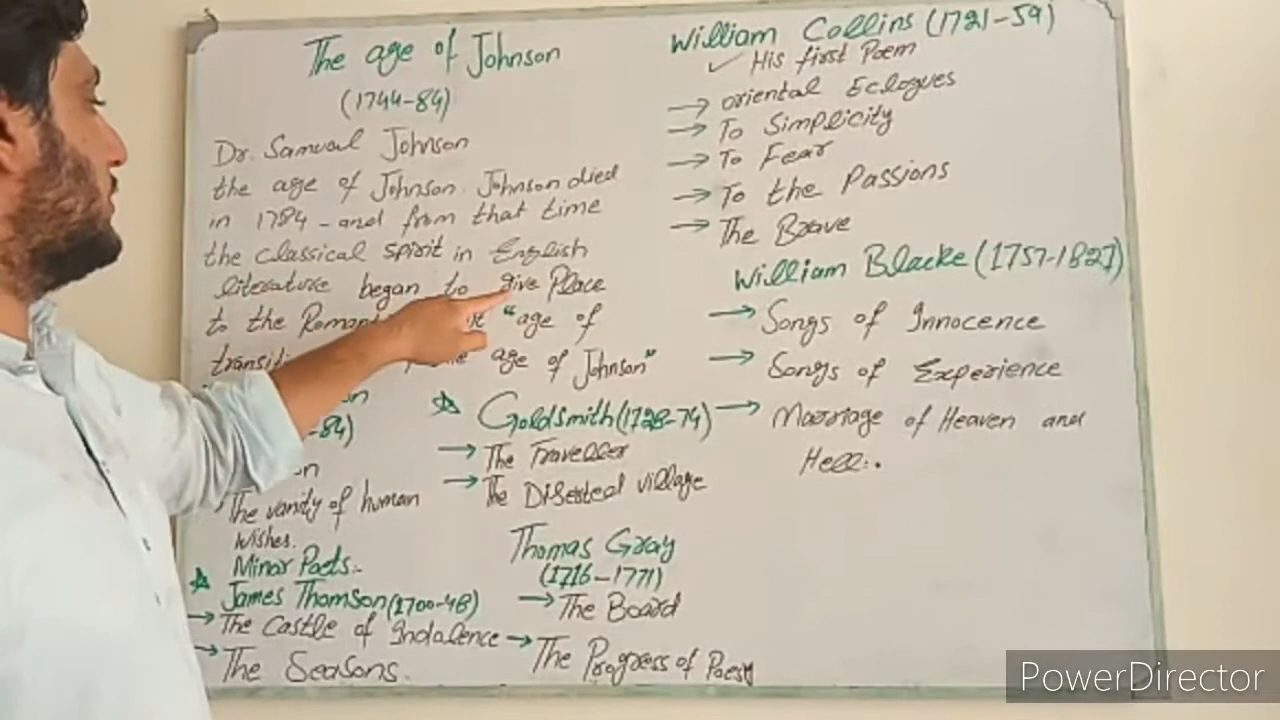 The age of Johnson
(1744-84)
Dr. Samual Johnson
the age of Johnson. Johnson died
in 1784 - and from that time
the classical spirit in English
literature began to give Place
to the "age of
age of Johnson"
-84)
The vanity of human
Wishes.
Minor Poets.-
James Thomson (1700-48)
→ The Castle of Indolence
→ The Seasons.
☆ Goldsmith (1728-74)
→ The Traveller
→ The Diserted village
Thomas Gray
(1716-1771)
→ The Board
→ The Progress of Poesy
William Collins (1721-59)
✓ His first Poem
→ Oriental Eclogues
→ To Simplicity
→ To Fear
→ To the Passions
→ The Brave
William Blacke (1757-1827)
→ Songs of Innocence
→ Songs of Experience
→ Marriage of Heaven and
Hell:.
PowerDirector